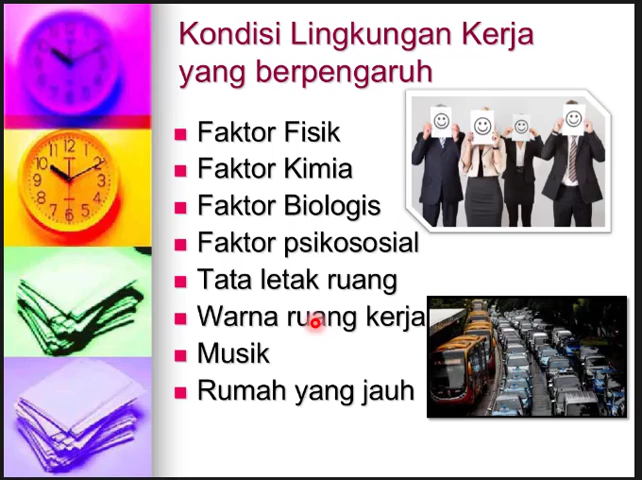 Kondisi Lingkungan Kerja
yang berpengaruh
Faktor Fisik
Faktor Kimia
Faktor Biologis
Faktor psikososial
Tata letak ruang
Warna ruang kerja
Musik
Rumah yang jauh